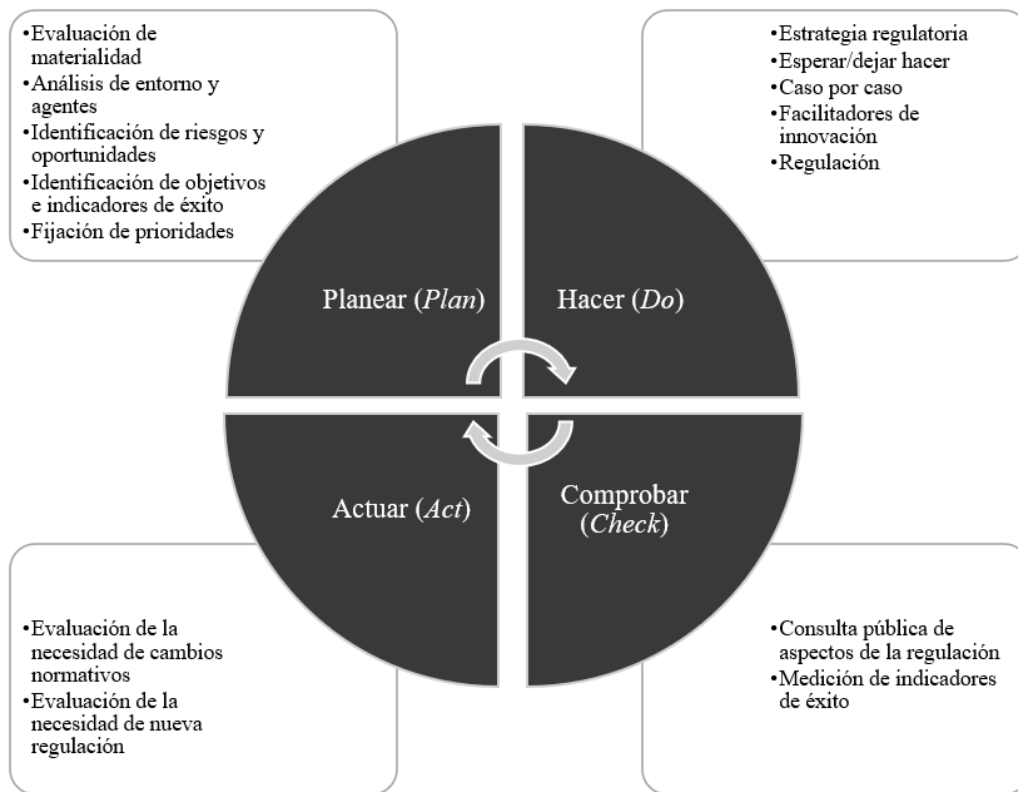 •Evaluación de
materialidad
•Análisis de entorno y
agentes
•Identificación de riesgos y
oportunidades
•Identificación de objetivos
e indicadores de éxito
•Fijación de prioridades
•Estrategia regulatoria
•Esperar/dejar hacer
•Caso por caso
•Facilitadores de
innovación
•Regulación
Planear (Plan)
Hacer (Do)
Actuar (Act)
Comprobar
(Check)
•Evaluación de la
necesidad de cambios
normativos
•Evaluación de la
necesidad de nueva
regulación
•Consulta pública de
aspectos de la regulación
•Medición de indicadores
de éxito